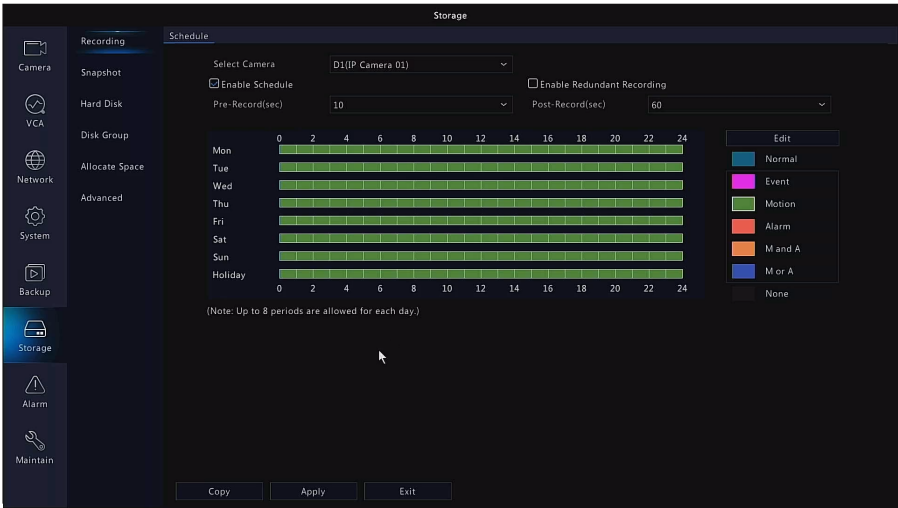 Storage
Camera
VCA
Network
System
Backup
Storage
Alarm
Maintain
Recording
Snapshot
Hard Disk
Disk Group
Allocate Space
Advanced
Schedule
Select Camera D1(IP Camera 01)
Enable Schedule Enable Redundant Recording
Pre-Record(sec) 10 Post-Record(sec) 60
0 2 4 6 8 10 12 14 16 18 20 22 24
Mon
Tue
Wed
Thu
Fri
Sat
Sun
Holiday
0 2 4 6 8 10 12 14 16 18 20 22 24
Edit
Normal
Event
Motion
Alarm
M and A
M or A
None
(Note: Up to 8 periods are allowed for each day.)
Copy Apply Exit